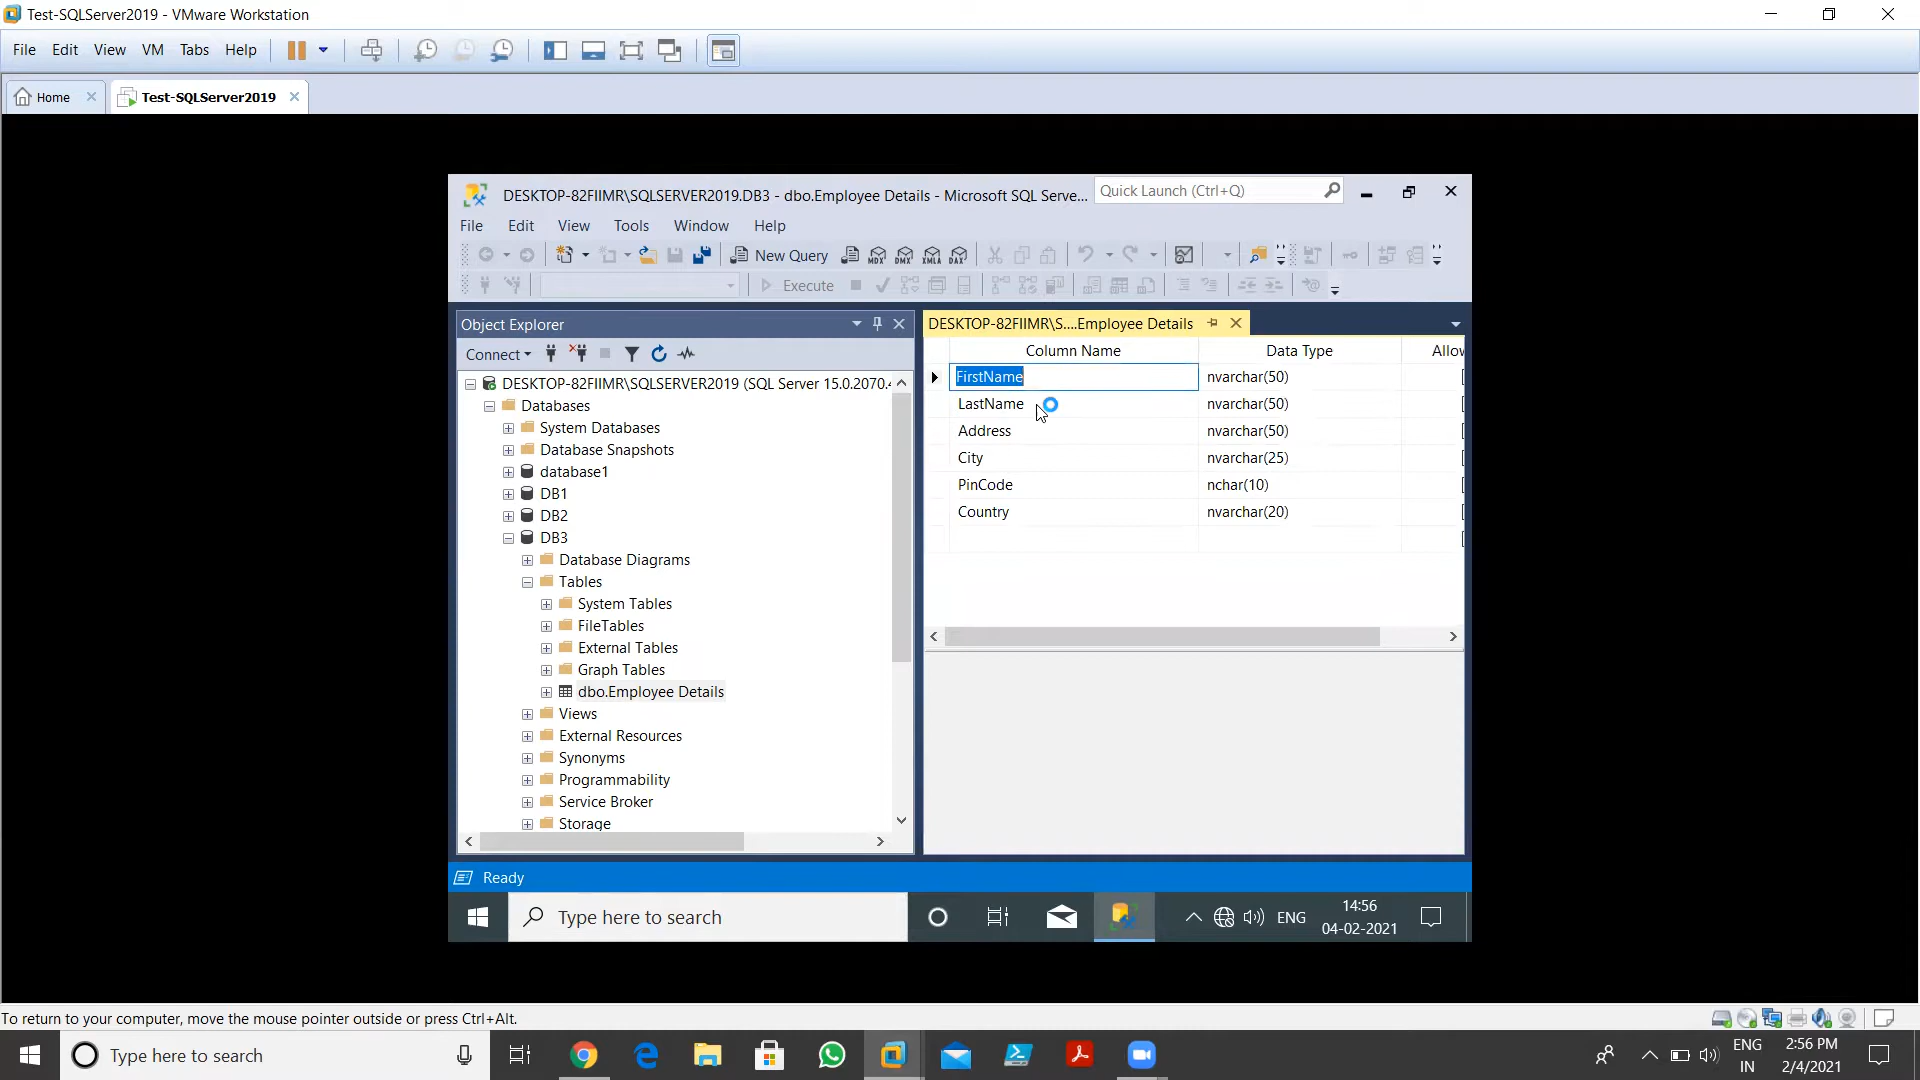 Test-SQLServer2019 - VMware Workstation
File Edit View VM Tabs Help
Home Test-SQLServer2019
DESKTOP-82FIIMR\SQLSERVER2019.DB3 - dbo.Employee Details - Microsoft SQL Serve... Quick Launch (Ctrl+Q)
File Edit View Tools Window Help
New Query MDX DMX XMLA DAX
Execute
Object Explorer
Connect
DESKTOP-82FIIMR\SQLSERVER2019 (SQL Server 15.0.2070.4
Databases
System Databases
Database Snapshots
database1
DB1
DB2
DB3
Database Diagrams
Tables
System Tables
FileTables
External Tables
Graph Tables
dbo.Employee Details
Views
External Resources
Synonyms
Programmability
Service Broker
Storage
DESKTOP-82FIIMR\S....Employee Details
Column Name Data Type Allow
FirstName nvarchar(50)
LastName nvarchar(50)
Address nvarchar(50)
City nvarchar(25)
PinCode nchar(10)
Country nvarchar(20)
Ready
Type here to search ENG 14:56
04-02-2021
To return to your computer, move the mouse pointer outside or press Ctrl+Alt.
Type here to search ENG 2:56 PM
IN 2/4/2021